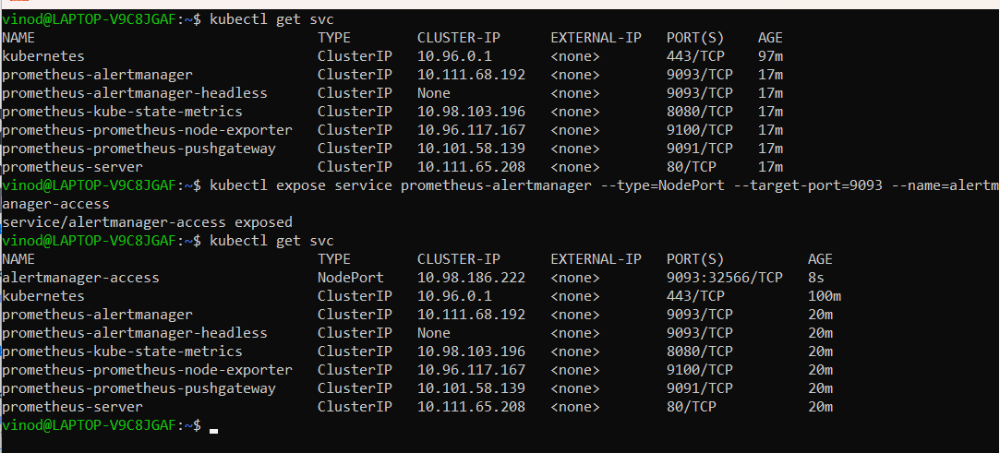 vinod@LAPTOP-V9C8JGAF:~$ kubectl get svc
NAME TYPE CLUSTER-IP EXTERNAL-IP PORT(S) AGE
kubernetes ClusterIP 10.96.0.1 <none> 443/TCP 97m
prometheus-alertmanager ClusterIP 10.111.68.192 <none> 9093/TCP 17m
prometheus-alertmanager-headless ClusterIP None <none> 9093/TCP 17m
prometheus-kube-state-metrics ClusterIP 10.98.103.196 <none> 8080/TCP 17m
prometheus-prometheus-node-exporter ClusterIP 10.96.117.167 <none> 9100/TCP 17m
prometheus-prometheus-pushgateway ClusterIP 10.101.58.139 <none> 9091/TCP 17m
prometheus-server ClusterIP 10.111.65.208 <none> 80/TCP 17m
vinod@LAPTOP-V9C8JGAF:~$ kubectl expose service prometheus-alertmanager --type=NodePort --target-port=9093 --name=alertm
anager-access
service/alertmanager-access exposed
vinod@LAPTOP-V9C8JGAF:~$ kubectl get svc
NAME TYPE CLUSTER-IP EXTERNAL-IP PORT(S) AGE
alertmanager-access NodePort 10.98.186.222 <none> 9093:32566/TCP 8s
kubernetes ClusterIP 10.96.0.1 <none> 443/TCP 100m
prometheus-alertmanager ClusterIP 10.111.68.192 <none> 9093/TCP 20m
prometheus-alertmanager-headless ClusterIP None <none> 9093/TCP 20m
prometheus-kube-state-metrics ClusterIP 10.98.103.196 <none> 8080/TCP 20m
prometheus-prometheus-node-exporter ClusterIP 10.96.117.167 <none> 9100/TCP 20m
prometheus-prometheus-pushgateway ClusterIP 10.101.58.139 <none> 9091/TCP 20m
prometheus-server ClusterIP 10.111.65.208 <none> 80/TCP 20m
vinod@LAPTOP-V9C8JGAF:~$